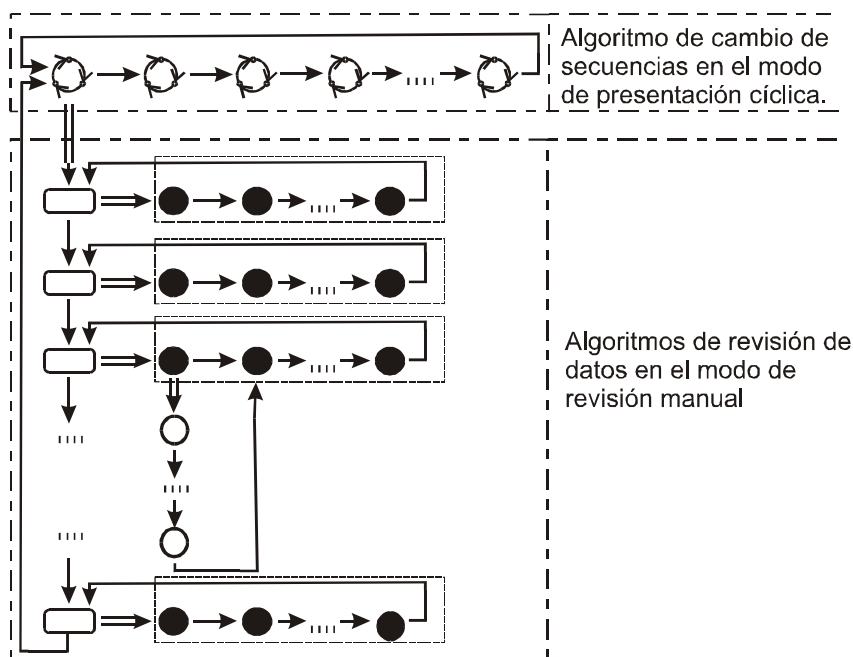 Algoritmo de cambio de
secuencias en el modo
de presentación cíclica.
Algoritmos de revisión de
datos en el modo de
revisión manual